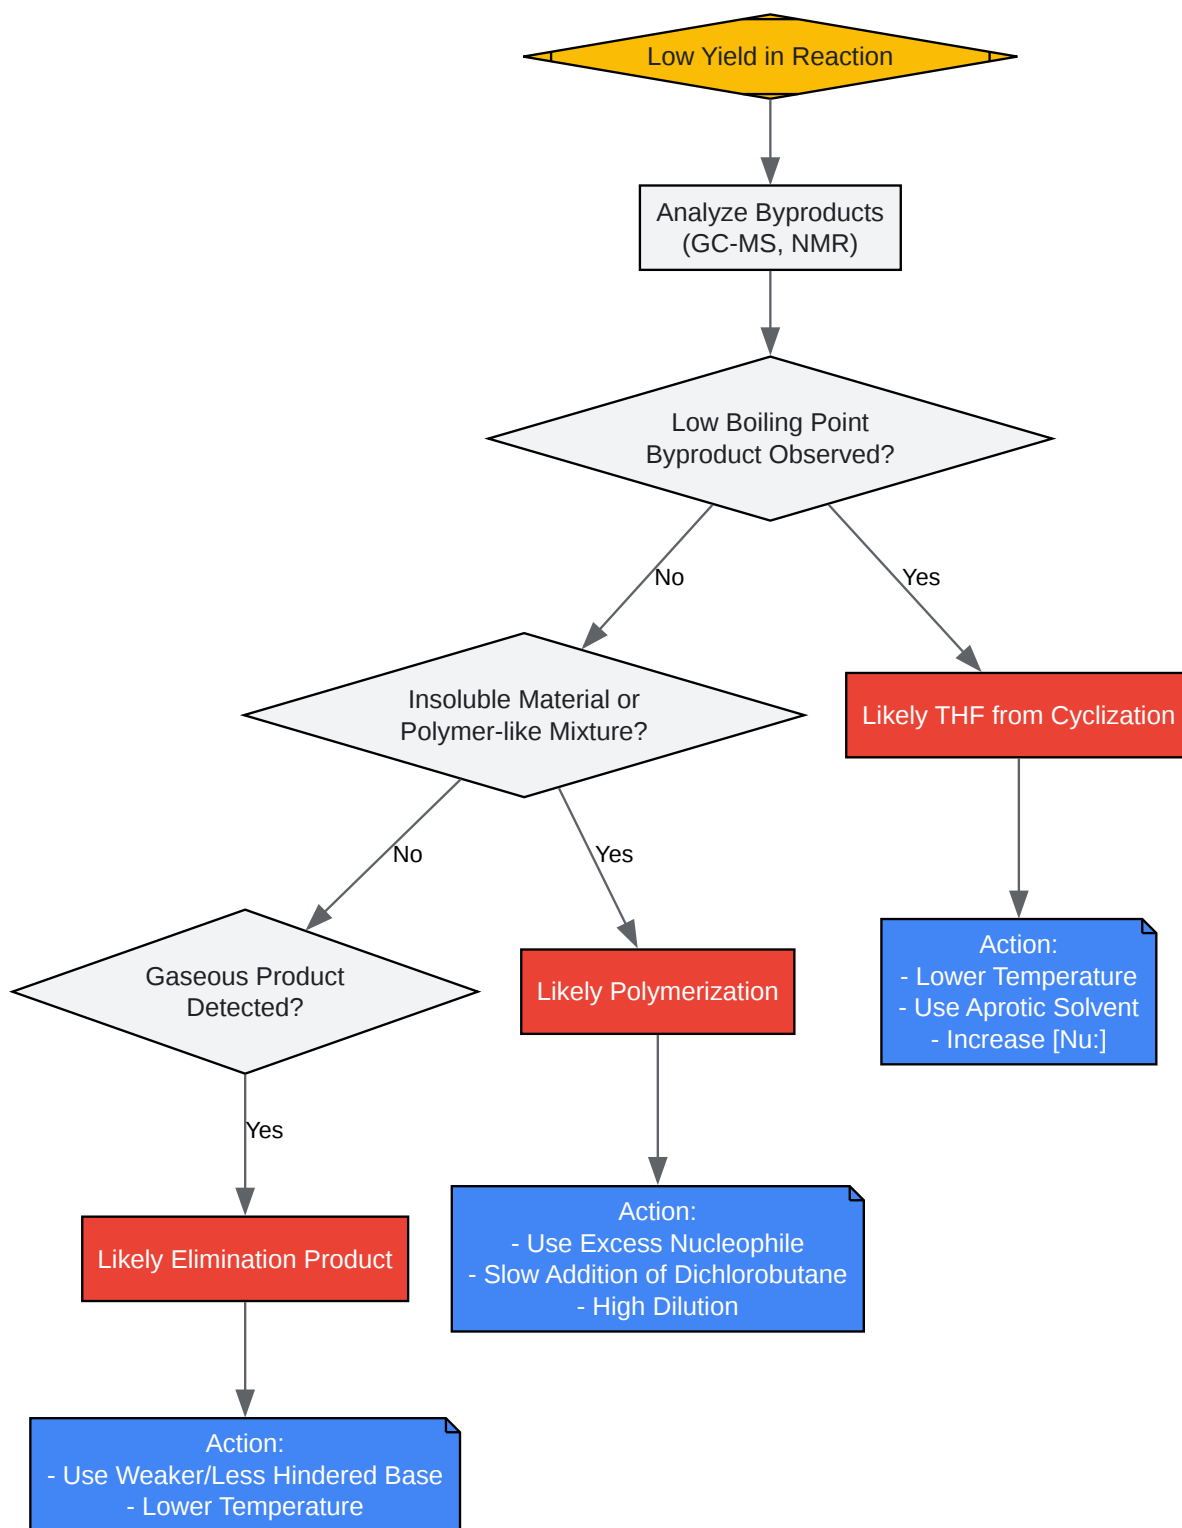 Low Yield in Reaction
Analyze Byproducts
(GC-MS, NMR)
Low Boiling Point
Byproduct Observed?
No
Yes
Insoluble Material or
Polymer-like Mixture?
Likely THF from Cyclization
No
Yes
Action:
- Lower Temperature
- Use Aprotic Solvent
- Increase [Nu:]
Gaseous Product
Detected?
Likely Polymerization
Yes
Action:
- Use Excess Nucleophile
- Slow Addition of Dichlorobutane
- High Dilution
Likely Elimination Product
Action:
- Use Weaker/Less Hindered Base
- Lower Temperature